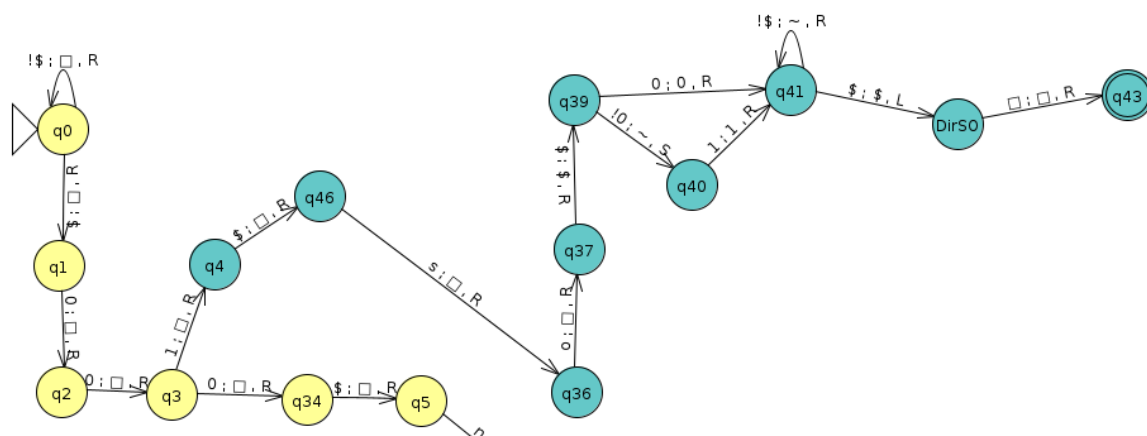 !$ ; □ , R
q0
$ ; □ , R
q1
0 ; □ , R
q2
0 ; □ , R
q3
1 ; □ , R
q4
$ ; □ , R
q46
0 ; □ , R
q34
$ ; □ , R
q5
s ; □ , R
q36
o ; □ , R
q37
$ ; $ , R
q39
0 ; 0 , R
!0 ; ~ , S
q40
1 ; 1 , R
!$ ; ~ , R
q41
$ ; $ , L
DirS0
□ ; □ , R
q43